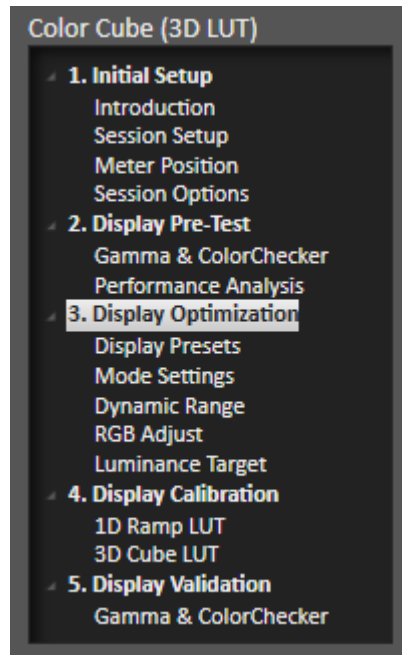 Color Cube (3D LUT)
1. Initial Setup
Introduction
Session Setup
Meter Position
Session Options
2. Display Pre-Test
Gamma & ColorChecker
Performance Analysis
3. Display Optimization
Display Presets
Mode Settings
Dynamic Range
RGB Adjust
Luminance Target
4. Display Calibration
1D Ramp LUT
3D Cube LUT
5. Display Validation
Gamma & ColorChecker